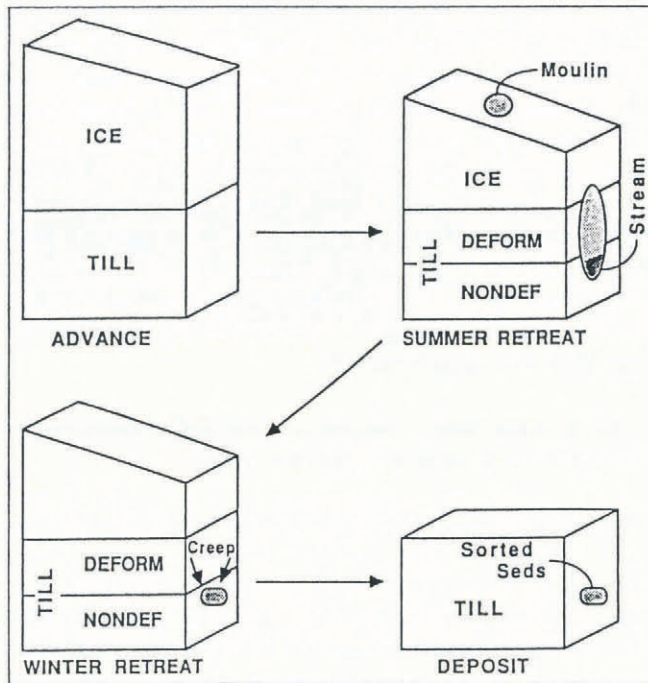 ICE
TILL
ADVANCE
Moulin
ICE
DEFORM
TILL
NONDEF
Stream
SUMMER RETREAT
DEFORM
Creep
TILL
NONDEF
WINTER RETREAT
Sorted
Seds
TILL
DEPOSIT